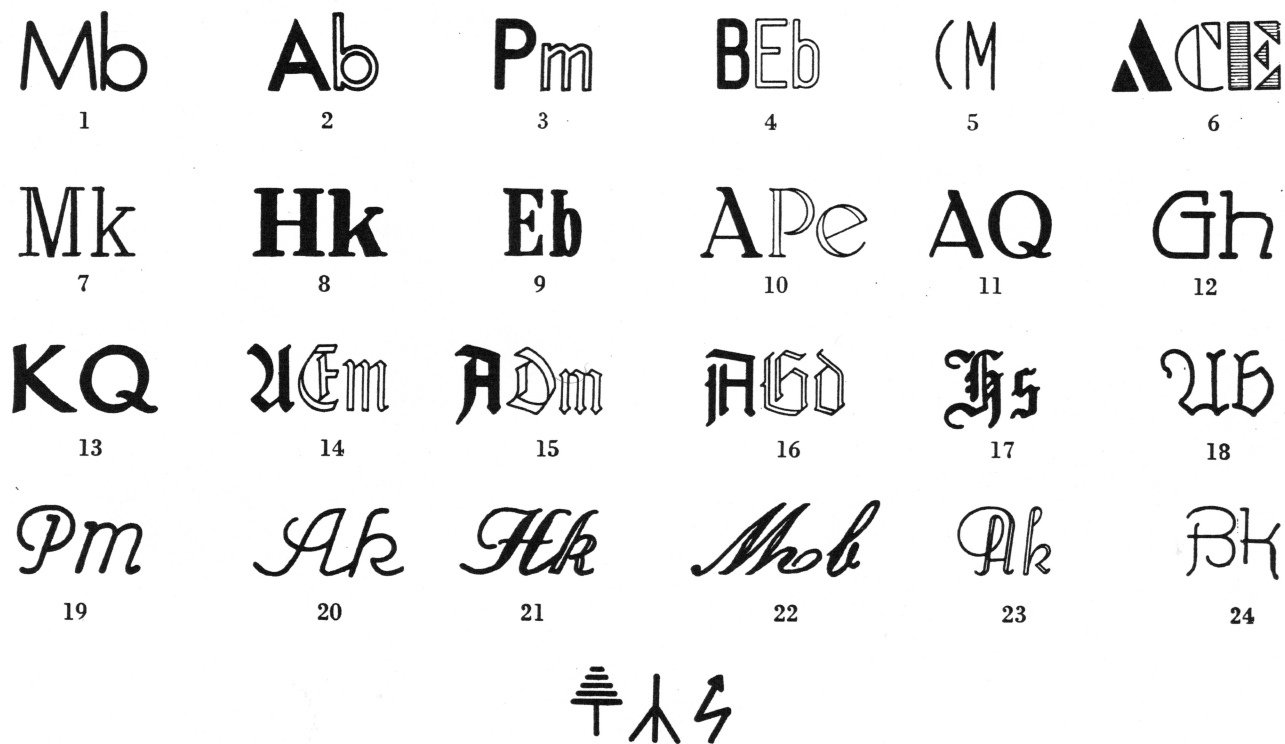 Mb Ab Pm BEb CM ACE
1 2 3 4 5 6
Mk Hk Eb APe AQ Gh
7 8 9 10 11 12
KQ AEm ADm AGd Hs Ab
13 14 15 16 17 18
Pm Ak Hk Mob Ak Bk
19 20 21 22 23 24